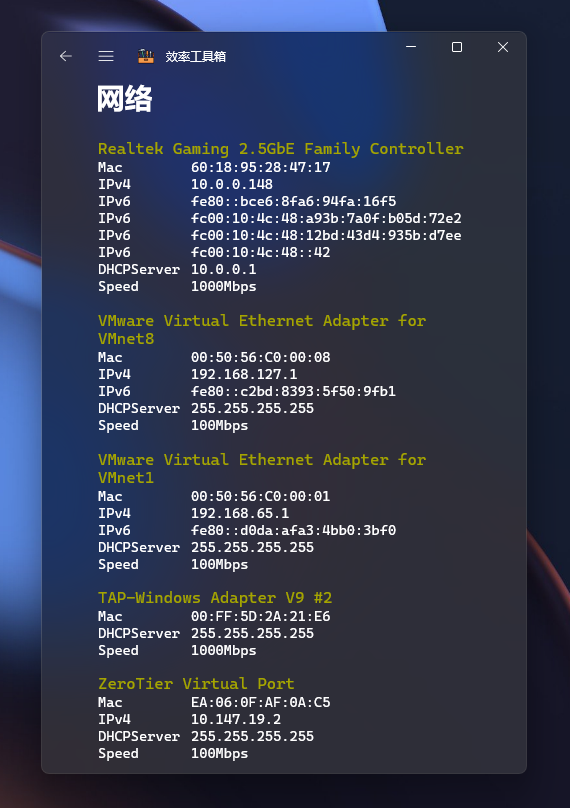 效率工具箱
网络
Realtek Gaming 2.5GbE Family Controller
Mac 60:18:95:28:47:17
IPv4 10.0.0.148
IPv6 fe80::bce6:8fa6:94fa:16f5
IPv6 fc00:10:4c:48:a93b:7a0f:b05d:72e2
IPv6 fc00:10:4c:48:12bd:43d4:935b:d7ee
IPv6 fc00:10:4c:48::42
DHCPServer 10.0.0.1
Speed 1000Mbps
VMware Virtual Ethernet Adapter for
VMnet8
Mac 00:50:56:C0:00:08
IPv4 192.168.127.1
IPv6 fe80::c2bd:8393:5f50:9fb1
DHCPServer 255.255.255.255
Speed 100Mbps
VMware Virtual Ethernet Adapter for
VMnet1
Mac 00:50:56:C0:00:01
IPv4 192.168.65.1
IPv6 fe80::d0da:afa3:4bb0:3bf0
DHCPServer 255.255.255.255
Speed 100Mbps
TAP-Windows Adapter V9 #2
Mac 00:FF:5D:2A:21:E6
DHCPServer 255.255.255.255
Speed 1000Mbps
ZeroTier Virtual Port
Mac EA:06:0F:AF:0A:C5
IPv4 10.147.19.2
DHCPServer 255.255.255.255
Speed 100Mbps